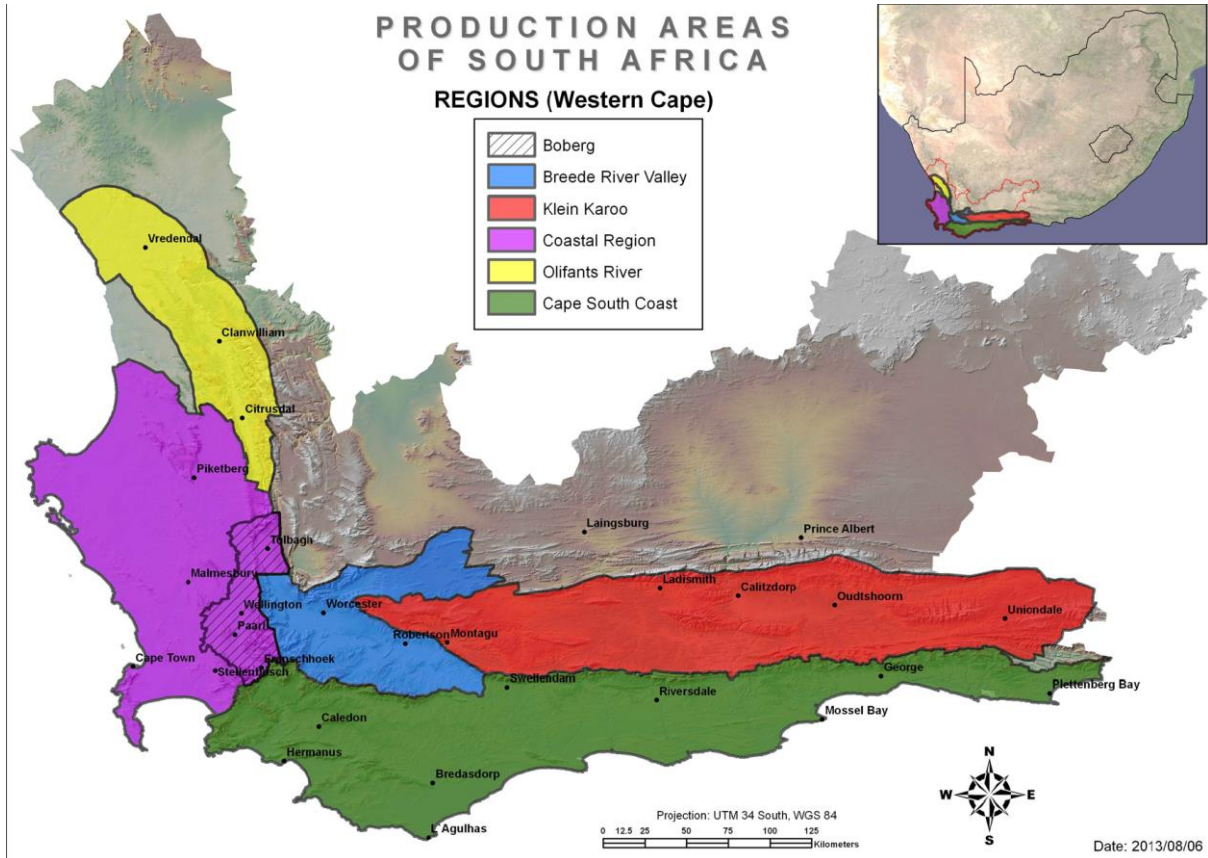 PRODUCTION AREAS
OF SOUTH AFRICA
REGIONS (Western Cape)
Boberg
Breede River Valley
Klein Karoo
Coastal Region
Olifants River
Cape South Coast
Vredendal
Clanwilliam
Citrusdal
Piketberg
Laingsburg
Prince Albert
Tulbagh
Malmesbury
Ladismith
Calitzdorp
Oudtshoorn
Wellington
Worcester
Uniondale
Paarl
Robertson
Montagu
Cape Town
Franschhoek
Stellenbosch
George
Swellendam
Riversdale
Plettenberg Bay
Mossel Bay
Caledon
Hermanus
Bredasdorp
L'Agulhas
N
W
E
S
Projection: UTM 34 South, WGS 84
0 12.5 25 50 75 100 125
Kilometers
Date: 2013/08/06